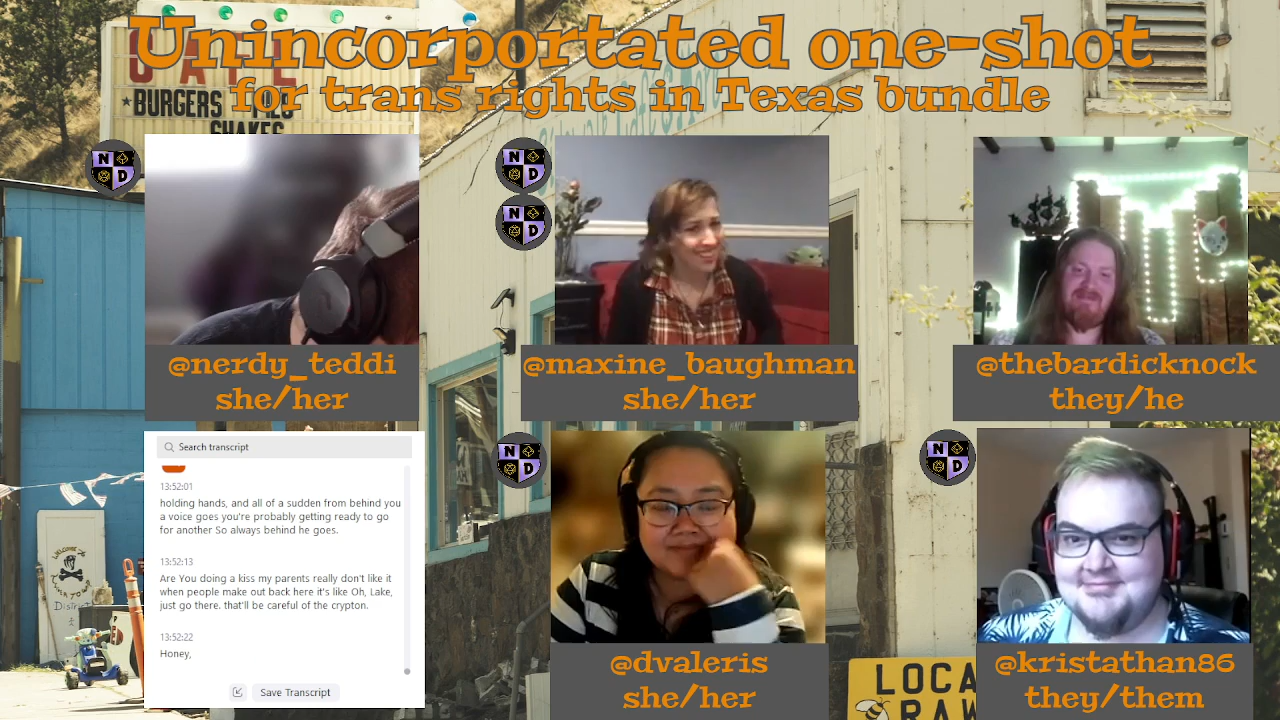 Unincorportated one-shot
for trans rights in Texas bundle
CAFE
★BURGERS PIES
SHAKES
N
D
N
D
N
D
@nerdy_teddi
she/her
@maxine_baughman
she/her
@thebardicknock
they/he
Search transcript
13:52:01
holding hands, and all of a sudden from behind you
a voice goes you're probably getting ready to go
for another So always behind he goes.
13:52:13
Are You doing a kiss my parents really don't like it
when people make out back here it's like Oh, Lake,
just go there. that'll be careful of the crypton.
13:52:22
Honey,
Save Transcript
N
D
@dvaleris
she/her
N
D
@kristathan86
they/them
LOCA
RAW